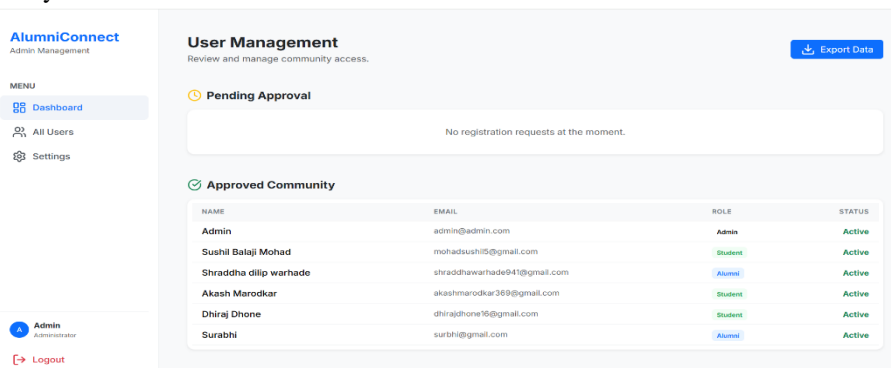 AlumniConnect
Admin Management
MENU
Dashboard
All Users
Settings
A
Admin
Administrator
Logout
User Management
Review and manage community access.
Export Data
Pending Approval
No registration requests at the moment.
Approved Community
NAME EMAIL ROLE STATUS
Admin admin@admin.com Admin Active
Sushil Balaji Mohad mohadsushil5@gmail.com Student Active
Shraddha dilip warhade shraddhawarhade941@gmail.com Alumni Active
Akash Marodkar akashmarodkar369@gmail.com Student Active
Dhiraj Dhone dhirajdhone16@gmail.com Student Active
Surabhi surbhi@gmail.com Alumni Active